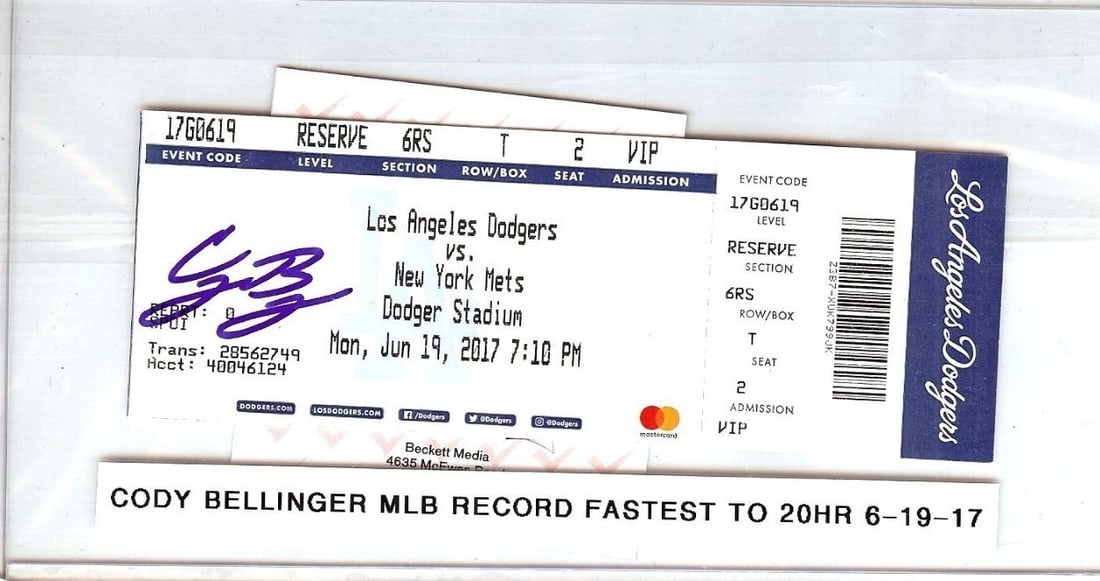 17G0619 RESERVE 6RS T 2 VIP
EVENT CODE LEVEL SECTION ROW/BOX SEAT ADMISSION
Los Angeles Dodgers
vs.
New York Mets
Dodger Stadium
Mon, Jun 19, 2017 7:10 PM
REPRT: 0
Trans: 28562749
Acct: 40046124
DODGERS.COM LOSDODGERS.COM /Dodgers @Dodgers @Dodgers
mastercard
EVENT CODE
17G0619
LEVEL
RESERVE
SECTION
6RS
ROW/BOX
T
SEAT
2
ADMISSION
VIP
Los Angeles Dodgers
Beckett Media
4635
CODY BELLINGER MLB RECORD FASTEST TO 20HR 6-19-17